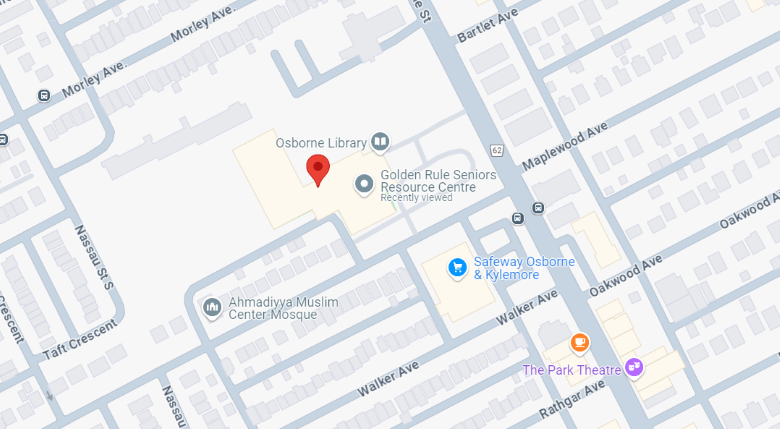 e St
Bartlet Ave
Morley Ave.
Morley Ave.
Osborne Library
62
Maplewood Ave
Golden Rule Seniors
Resource Centre
Recently viewed
Oakwood A
Nassau St S
Safeway Osborne
& Kylemore
Oakwood Ave
Ahmadiyya Muslim
Center-Mosque
Walker Ave
Crescent
Taft Crescent
The Park Theatre
Walker Ave
Rathgar Ave
Nassau